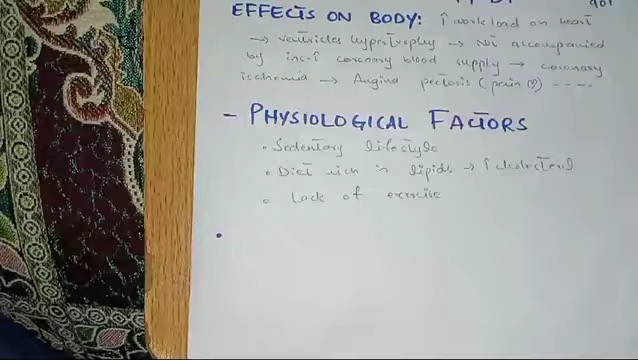 EFFECTS ON BODY: ↑ workload on heart
→ ventricles hypertrophy → Not accompanied
by inc-↑ coronary blood supply → coronary
ischemia → Angina pectosis (pain @) ----
- PHYSIOLOGICAL FACTORS
• Sedentary lifestyle
• Diet rich in lipids → ↑ cholesterol
• Lack of exercise
•